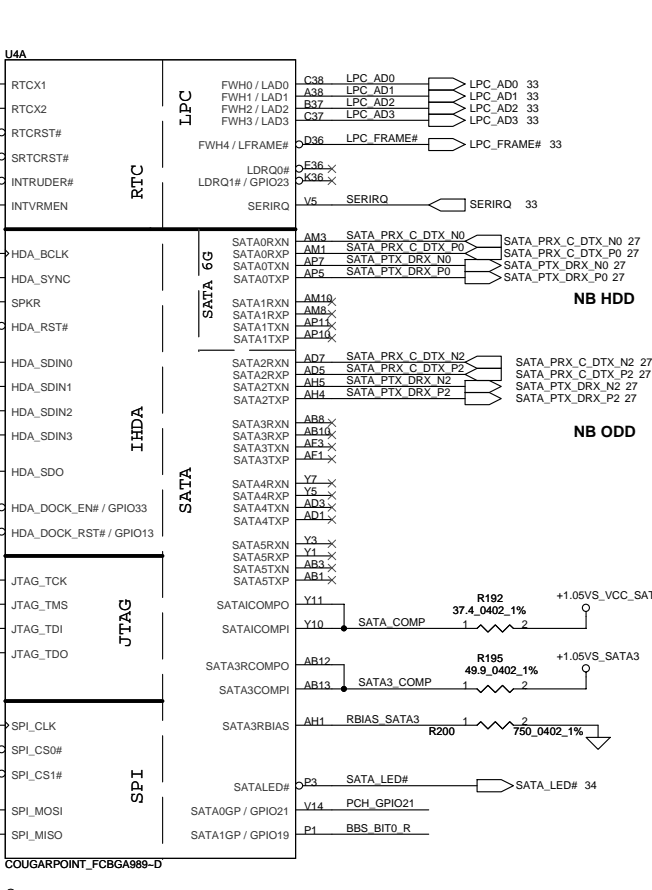 U4A
RTCX1
RTCX2
RTCRST#
SRTCRST#
INTRUDER#
INTVRMEN
RTC
HDA_BCLK
HDA_SYNC
SPKR
HDA_RST#
HDA_SDIN0
HDA_SDIN1
HDA_SDIN2
HDA_SDIN3
HDA_SDO
HDA_DOCK_EN# / GPIO33
HDA_DOCK_RST# / GPIO13
IHDA
JTAG_TCK
JTAG_TMS
JTAG_TDI
JTAG_TDO
JTAG
SPI_CLK
SPI_CS0#
SPI_CS1#
SPI_MOSI
SPI_MISO
SPI
LPC
FWH0 / LAD0 C38 LPC_AD0 LPC_AD0 33
FWH1 / LAD1 A38 LPC_AD1 LPC_AD1 33
FWH2 / LAD2 B37 LPC_AD2 LPC_AD2 33
FWH3 / LAD3 C37 LPC_AD3 LPC_AD3 33
FWH4 / LFRAME# D36 LPC_FRAME# LPC_FRAME# 33
LDRQ0# E36
LDRQ1# / GPIO23 K36
SERIRQ V5 SERIRQ SERIRQ 33
SATA 6G
SATA0RXN AM3 SATA_PRX_C_DTX_N0 SATA_PRX_C_DTX_N0 27
SATA0RXP AM1 SATA_PRX_C_DTX_P0 SATA_PRX_C_DTX_P0 27
SATA0TXN AP7 SATA_PTX_DRX_N0 SATA_PTX_DRX_N0 27
SATA0TXP AP5 SATA_PTX_DRX_P0 SATA_PTX_DRX_P0 27
NB HDD
SATA1RXN AM10
SATA1RXP AM8
SATA1TXN AP11
SATA1TXP AP10
SATA2RXN AD7 SATA_PRX_C_DTX_N2 SATA_PRX_C_DTX_N2 27
SATA2RXP AD5 SATA_PRX_C_DTX_P2 SATA_PRX_C_DTX_P2 27
SATA2TXN AH5 SATA_PTX_DRX_N2 SATA_PTX_DRX_N2 27
SATA2TXP AH4 SATA_PTX_DRX_P2 SATA_PTX_DRX_P2 27
NB ODD
SATA
SATA3RXN AB8
SATA3RXP AB10
SATA3TXN AF3
SATA3TXP AF1
SATA4RXN Y7
SATA4RXP Y5
SATA4TXN AD3
SATA4TXP AD1
SATA5RXN Y3
SATA5RXP Y1
SATA5TXN AB3
SATA5TXP AB1
SATAICOMPO Y11
R192
37.4_0402_1%
+1.05VS_VCC_SAT
SATAICOMPI Y10 SATA_COMP 1 2
SATA3RCOMPO AB12
R195
49.9_0402_1%
+1.05VS_SATA3
SATA3COMPI AB13 SATA3_COMP 1 2
SATA3RBIAS AH1 RBIAS_SATA3 1 2
R200 750_0402_1%
SATALED# P3 SATA_LED# SATA_LED# 34
SATA0GP / GPIO21 V14 PCH_GPIO21
SATA1GP / GPIO19 P1 BBS_BIT0_R
COUGARPOINT_FCBGA989~D